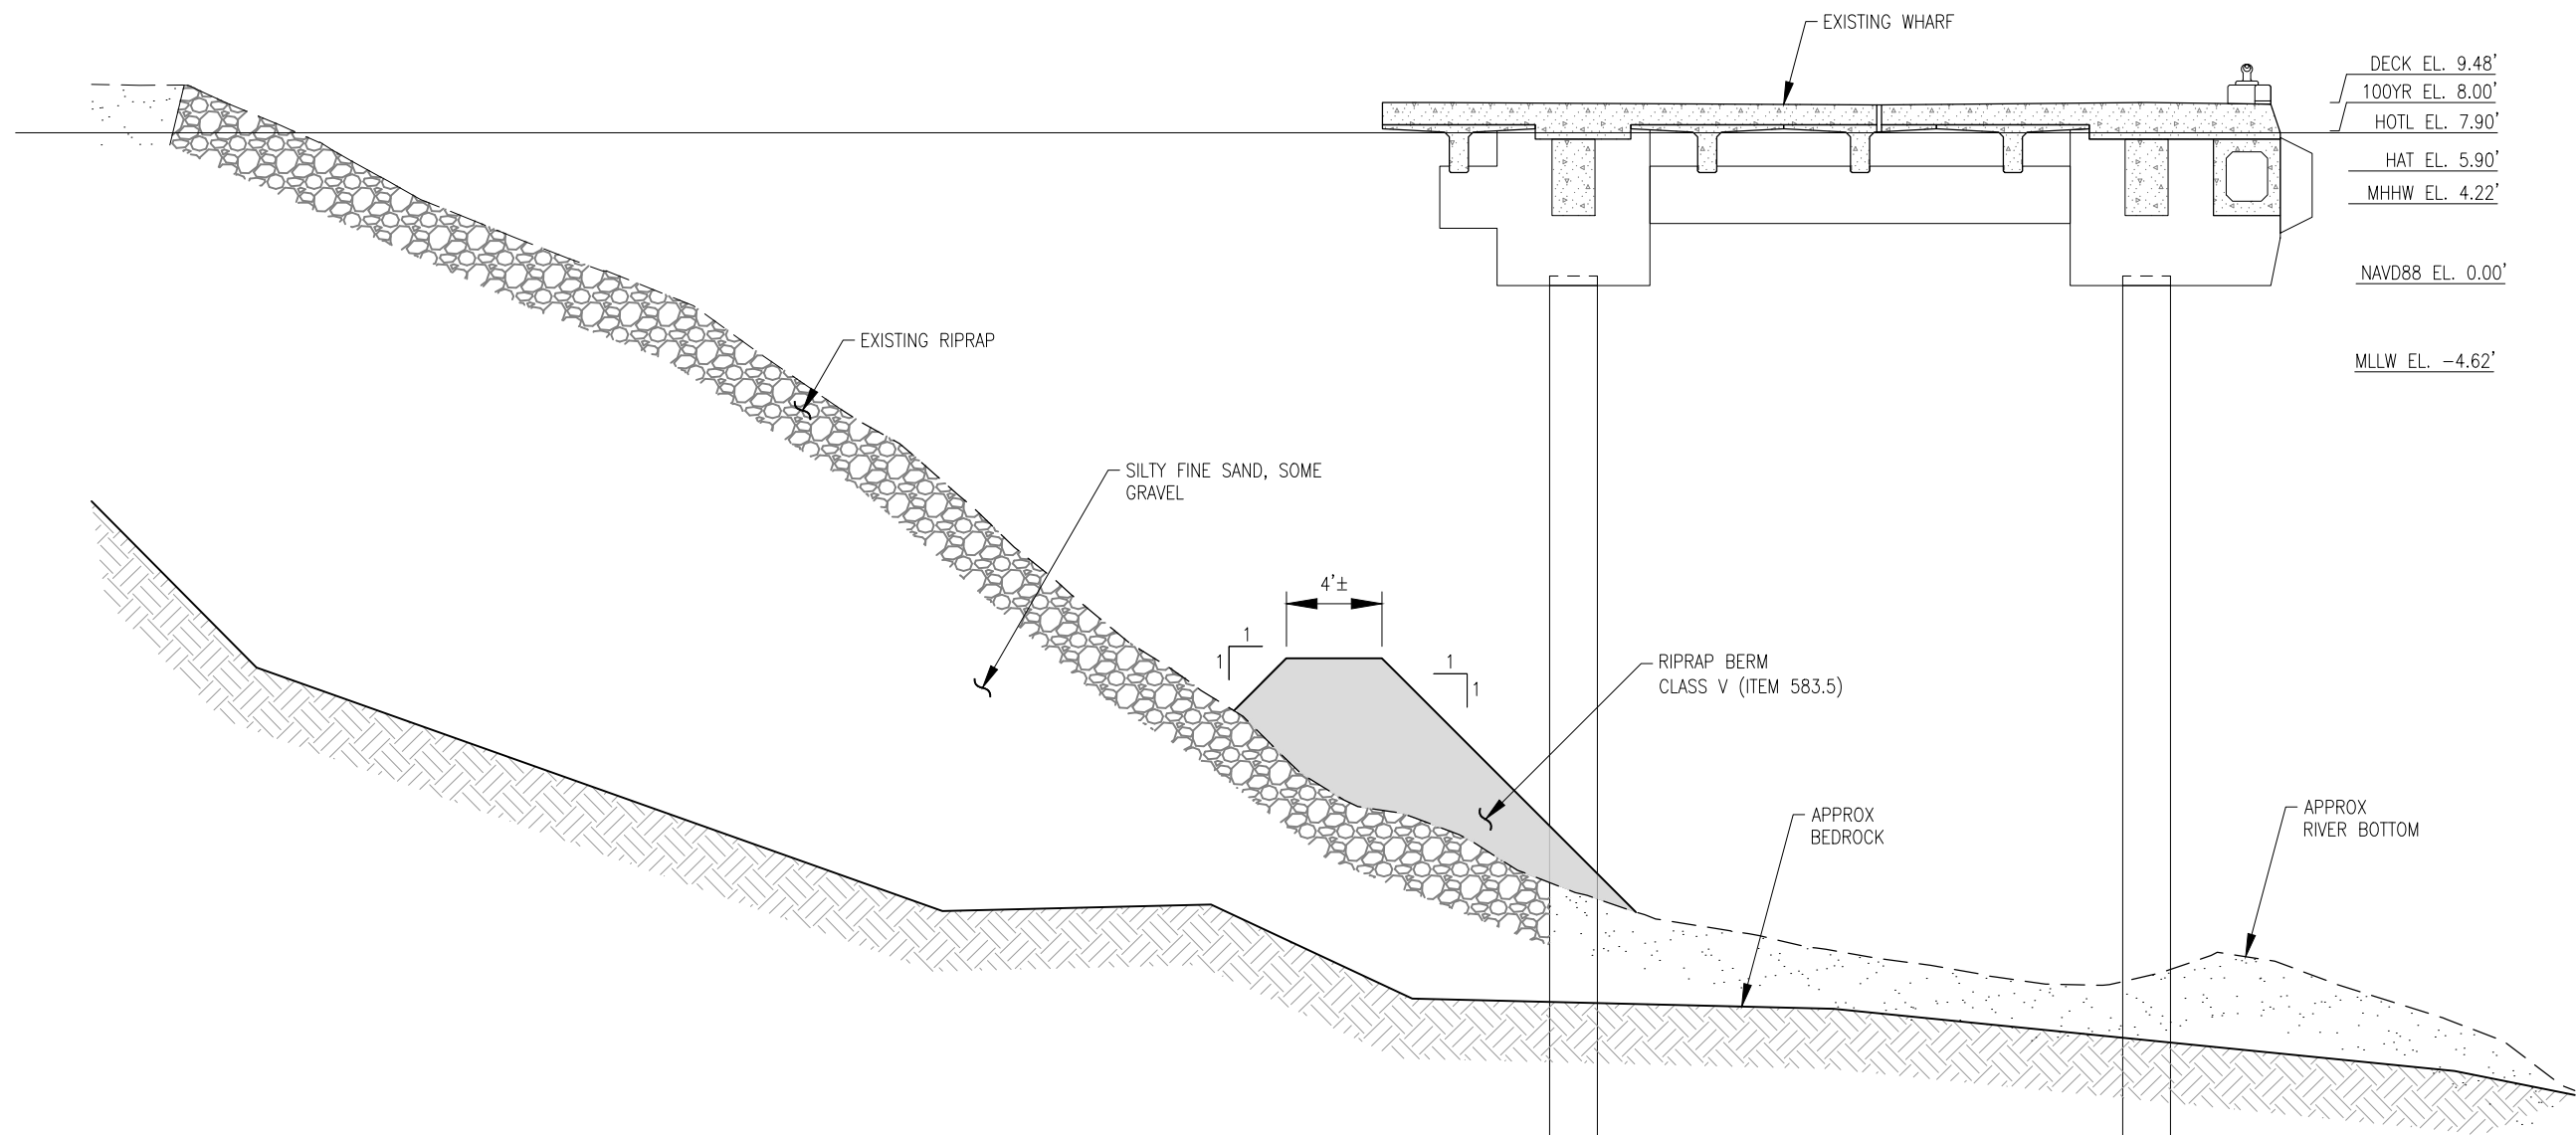 EXISTING WHARF
DECK EL. 9.48'
100YR EL. 8.00'
HOTL EL. 7.90'
HAT EL. 5.90'
MHHW EL. 4.22'
NAVD88 EL. 0.00'
MLLW EL. -4.62'
EXISTING RIPRAP
SILTY FINE SAND, SOME
GRAVEL
4'±
1
1
1
1
RIPRAP BERM
CLASS V (ITEM 583.5)
APPROX
BEDROCK
APPROX
RIVER BOTTOM